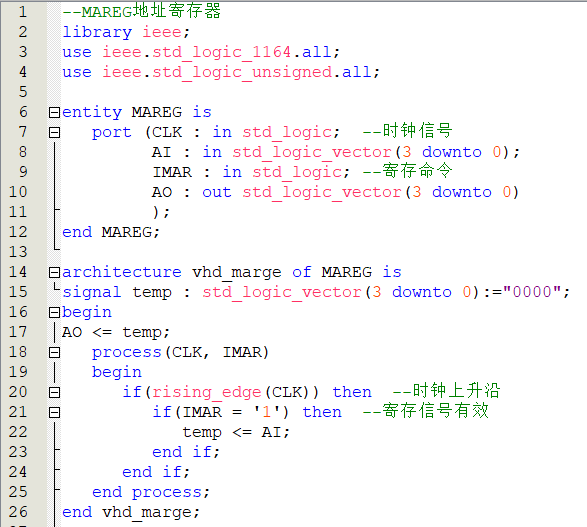 1 --MAREG地址寄存器
2 library ieee;
3 use ieee.std_logic_1164.all;
4 use ieee.std_logic_unsigned.all;
5
6 entity MAREG is
7    port (CLK : in std_logic;  --时钟信号
8          AI : in std_logic_vector(3 downto 0);
9          IMAR : in std_logic; --寄存命令
10          AO : out std_logic_vector(3 downto 0)
11          );
12 end MAREG;
13
14 architecture vhd_marge of MAREG is
15 signal temp : std_logic_vector(3 downto 0):="0000";
16 begin
17 AO <= temp;
18    process(CLK, IMAR)
19    begin
20       if(rising_edge(CLK)) then  --时钟上升沿
21          if(IMAR = '1') then  --寄存信号有效
22             temp <= AI;
23          end if;
24       end if;
25    end process;
26 end vhd_marge;